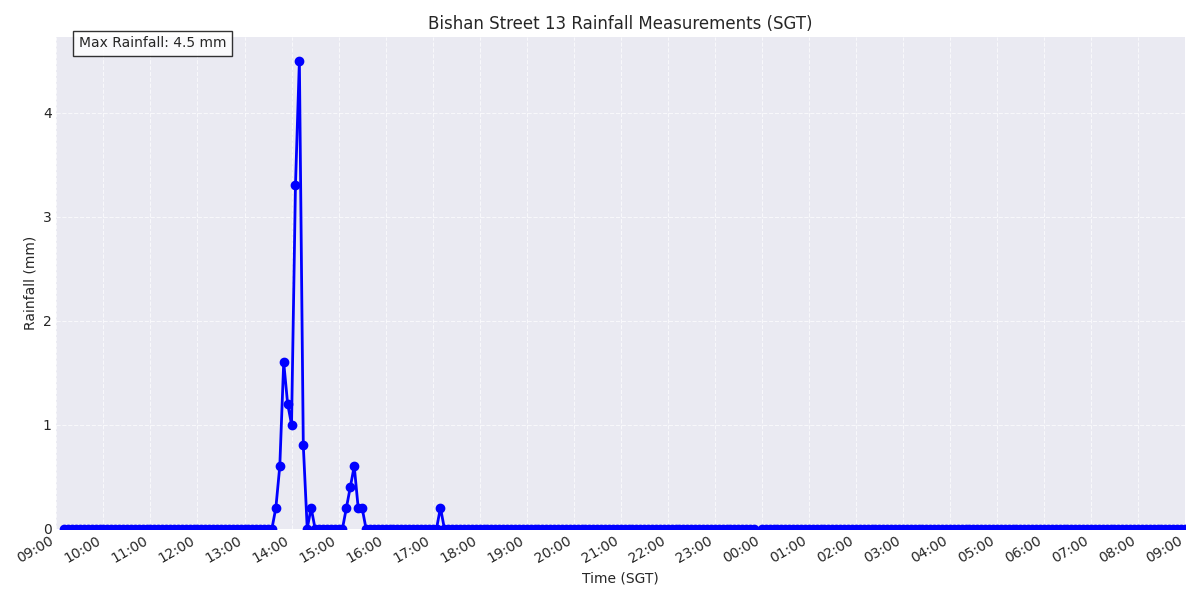 Bishan Street 13 Rainfall Measurements (SGT)
Max Rainfall: 4.5 mm
4
3
2
1
0
Rainfall (mm)
09:00 10:00 11:00 12:00 13:00 14:00 15:00 16:00 17:00 18:00 19:00 20:00 21:00 22:00 23:00 00:00 01:00 02:00 03:00 04:00 05:00 06:00 07:00 08:00 09:00
Time (SGT)